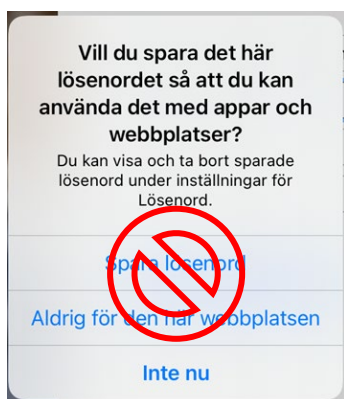 Vill du spara det här
lösenordet så att du kan
använda det med appar och
webbplatser?
Du kan visa och ta bort sparade
lösenord under inställningar för
Lösenord.
Spara lösenord
Aldrig för den här webbplatsen
Inte nu